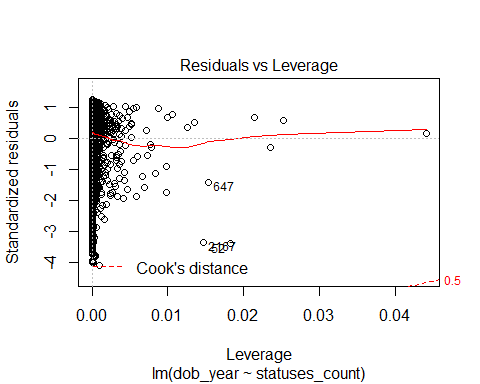 Residuals vs Leverage
Standardized residuals
1
0
-1
-2
-3
-4
647
Cook's distance
0.5
0.00
0.01
0.02
0.03
0.04
Leverage
lm(dob_year ~ statuses_count)